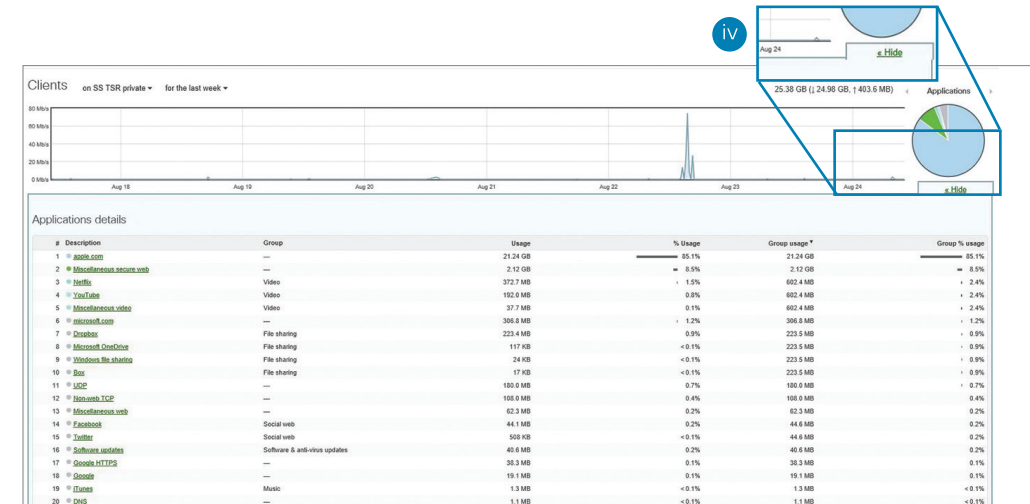 iv
Aug 24
« Hide
Clients on SS TSR private for the last week
25.38 GB (↓ 24.98 GB, ↑ 403.6 MB) Applications
80 Mb/s
60 Mb/s
40 Mb/s
20 Mb/s
0 Mb/s
Aug 18 Aug 19 Aug 20 Aug 21 Aug 22 Aug 23 Aug 24
« Hide
Applications details
# Description Group Usage % Usage Group usage ▼ Group % usage
1 apple.com — 21.24 GB 85.1% 21.24 GB 85.1%
2 Miscellaneous secure web — 2.12 GB 8.5% 2.12 GB 8.5%
3 Netflix Video 372.7 MB 1.5% 602.4 MB 2.4%
4 YouTube Video 192.0 MB 0.8% 602.4 MB 2.4%
5 Miscellaneous video Video 37.7 MB 0.1% 602.4 MB 2.4%
6 microsoft.com — 306.8 MB 1.2% 306.8 MB 1.2%
7 Dropbox File sharing 223.4 MB 0.9% 223.5 MB 0.9%
8 Microsoft OneDrive File sharing 117 KB <0.1% 223.5 MB 0.9%
9 Windows file sharing File sharing 24 KB <0.1% 223.5 MB 0.9%
10 Box File sharing 17 KB <0.1% 223.5 MB 0.9%
11 UDP — 180.0 MB 0.7% 180.0 MB 0.7%
12 Non-web TCP — 108.0 MB 0.4% 108.0 MB 0.4%
13 Miscellaneous web — 62.3 MB 0.2% 62.3 MB 0.2%
14 Facebook Social web 44.1 MB 0.2% 44.6 MB 0.2%
15 Twitter Social web 508 KB <0.1% 44.6 MB 0.2%
16 Software updates Software & anti-virus updates 40.6 MB 0.2% 40.6 MB 0.2%
17 Google HTTPS — 38.3 MB 0.1% 38.3 MB 0.1%
18 Google — 19.1 MB 0.1% 19.1 MB 0.1%
19 iTunes Music 1.3 MB <0.1% 1.3 MB <0.1%
20 DNS — 1.1 MB <0.1% 1.1 MB <0.1%